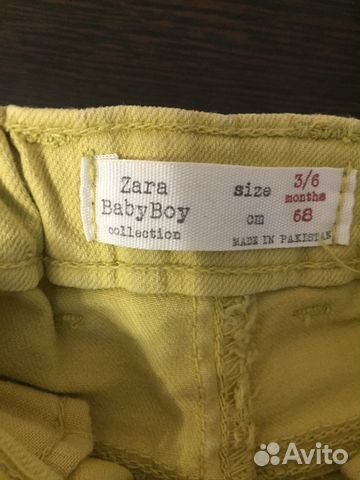 Zara
BabyBoy
collection
size 3/6
months
cm 68
MADE IN PAKISTAN
Avito